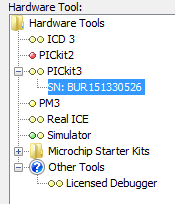 Hardware Tool:
Hardware Tools
ICD 3
PICkit2
PICkit3
SN: BUR151330526
PM3
Real ICE
Simulator
Microchip Starter Kits
Other Tools
Licensed Debugger